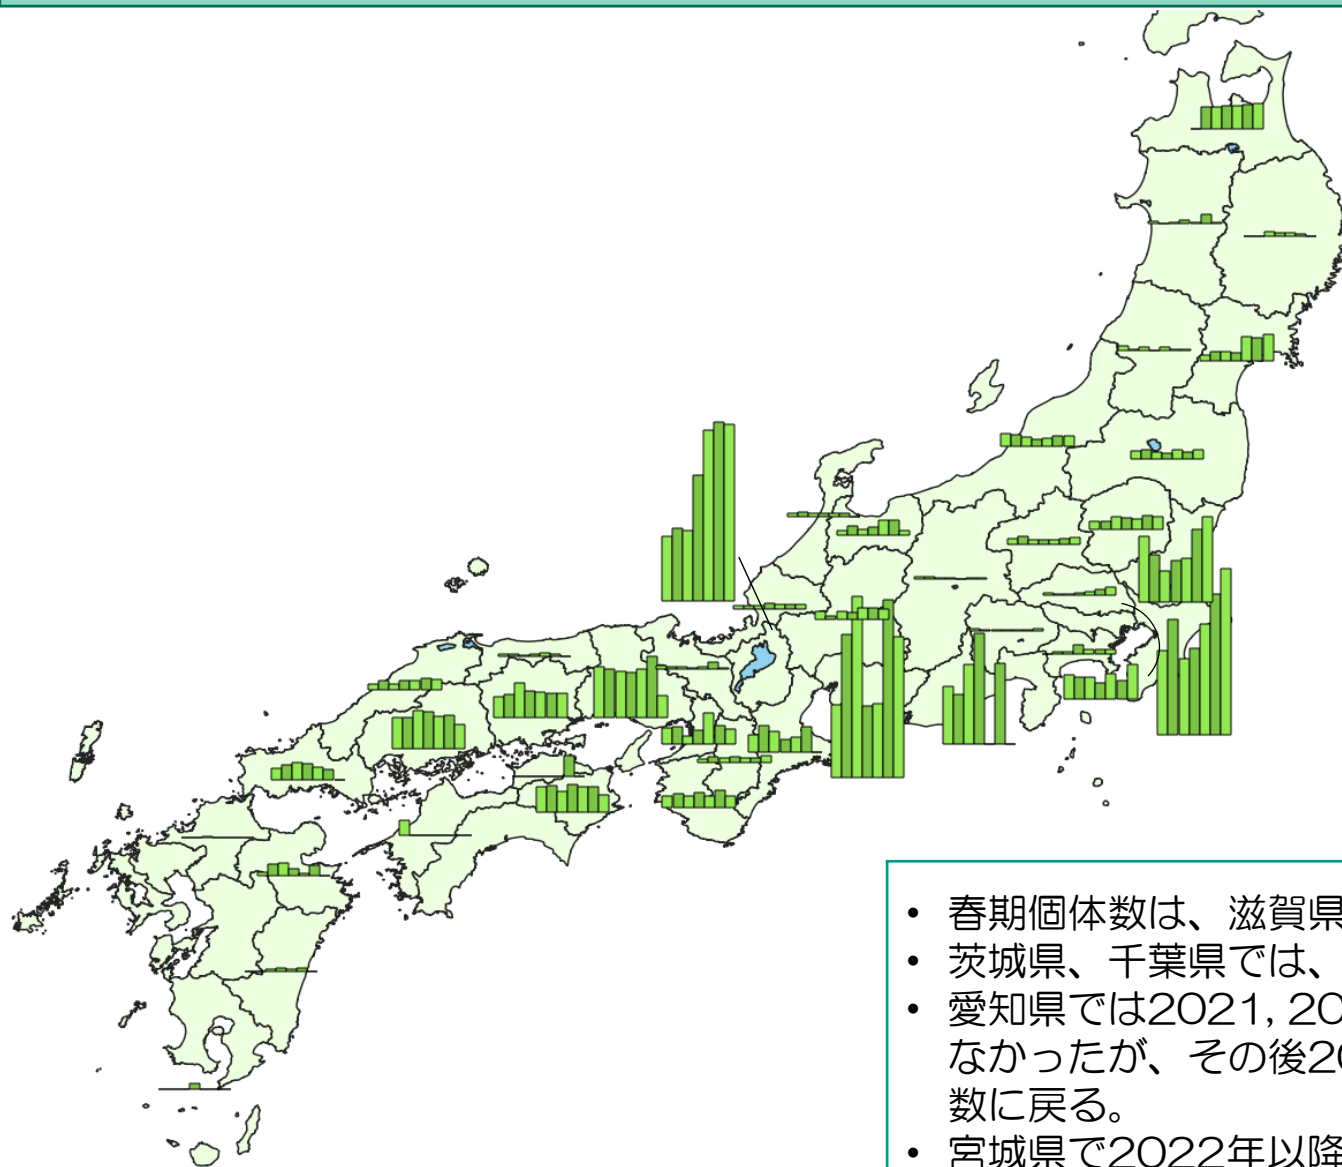 • 春期個体数は、滋賀県
• 茨城県、千葉県では、
• 愛知県では2021, 20
なかったが、その後20
数に戻る。
• 宮城県で2022年以降